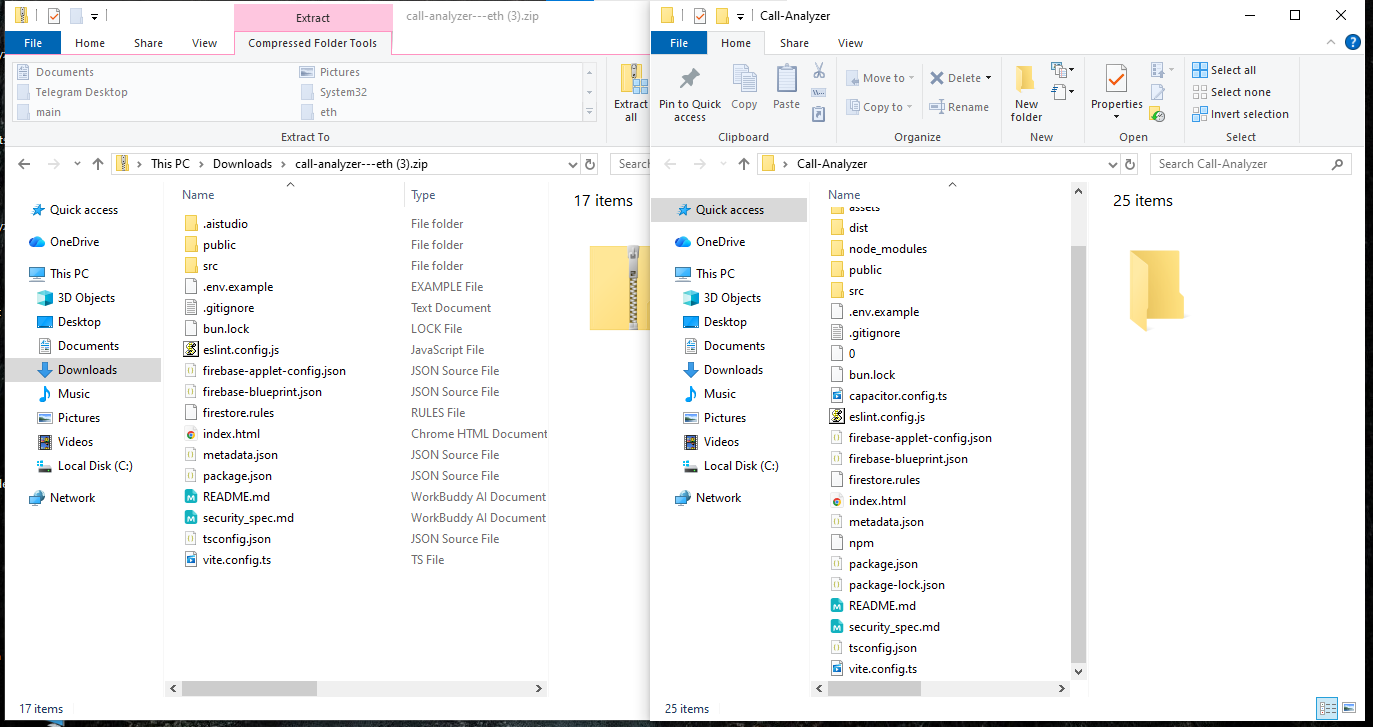 Extract
call-analyzer---eth (3).zip
File
Home
Share
View
Compressed Folder Tools
Documents
Pictures
Telegram Desktop
System32
main
eth
Extract To
Extract all
This PC
Downloads
call-analyzer---eth (3).zip
Name
Type
17 items
Quick access
OneDrive
This PC
3D Objects
Desktop
Documents
Downloads
Music
Pictures
Videos
Local Disk (C:)
Network
.aistudio File folder
public File folder
src File folder
.env.example EXAMPLE File
.gitignore Text Document
bun.lock LOCK File
eslint.config.js JavaScript File
firebase-applet-config.json JSON Source File
firebase-blueprint.json JSON Source File
firestore.rules RULES File
index.html Chrome HTML Document
metadata.json JSON Source File
package.json JSON Source File
README.md WorkBuddy AI Document
security_spec.md WorkBuddy AI Document
tsconfig.json JSON Source File
vite.config.ts TS File
17 items
Call-Analyzer
File
Home
Share
View
Pin to Quick access
Copy
Paste
Clipboard
Move to
Copy to
Delete
Rename
Organize
New folder
New
Properties
Open
Select all
Select none
Invert selection
Select
Call-Analyzer
Search Call-Analyzer
Name
25 items
Quick access
OneDrive
This PC
3D Objects
Desktop
Documents
Downloads
Music
Pictures
Videos
Local Disk (C:)
Network
assets
dist
node_modules
public
src
.env.example
.gitignore
0
bun.lock
capacitor.config.ts
eslint.config.js
firebase-applet-config.json
firebase-blueprint.json
firestore.rules
index.html
metadata.json
npm
package.json
package-lock.json
README.md
security_spec.md
tsconfig.json
vite.config.ts
25 items